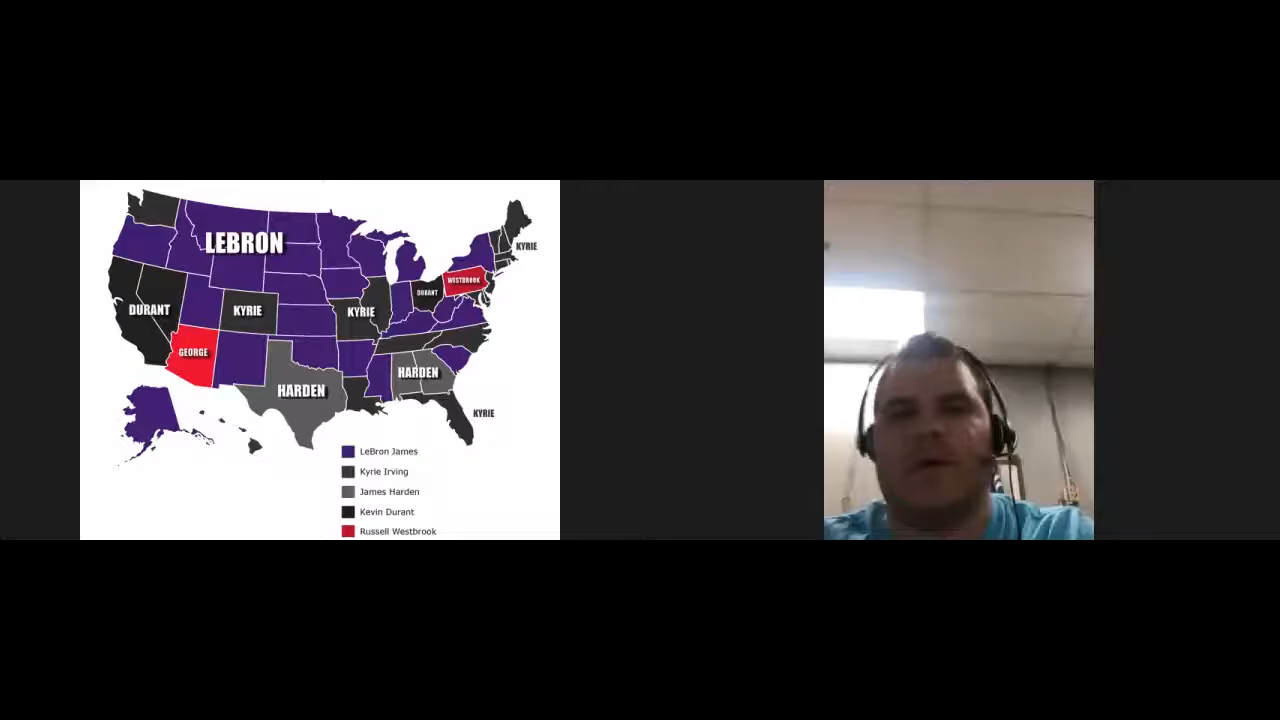 LEBRON
KYRIE
WESTBROOK
DURANT
DURANT
KYRIE
KYRIE
GEORGE
HARDEN
HARDEN
KYRIE
LeBron James
Kyrie Irving
James Harden
Kevin Durant
Russell Westbrook